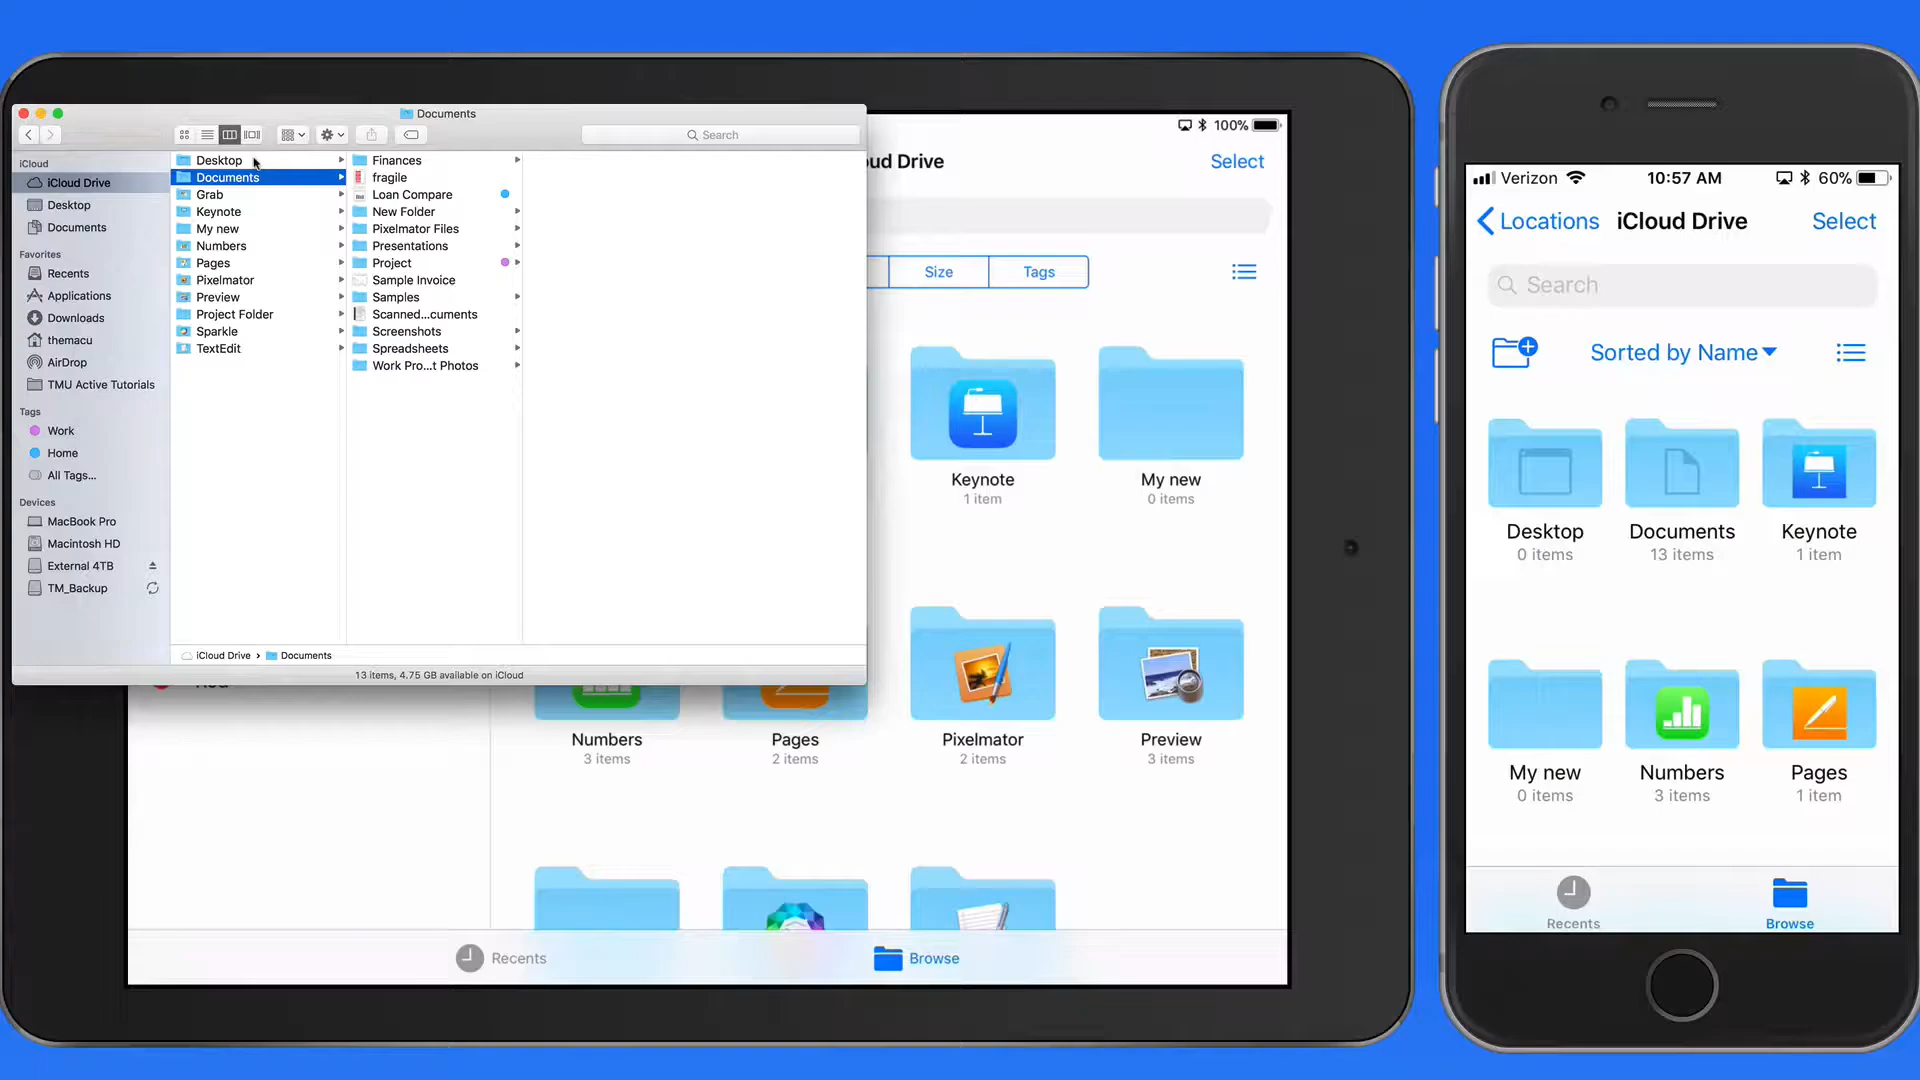 Documents
Search
iCloud
iCloud Drive
Desktop
Documents
Favorites
Recents
Applications
Downloads
themacu
AirDrop
TMU Active Tutorials
Tags
Work
Home
All Tags...
Devices
MacBook Pro
Macintosh HD
External 4TB
TM_Backup
Desktop
Documents
Grab
Keynote
My new
Numbers
Pages
Pixelmator
Preview
Project Folder
Sparkle
TextEdit
Finances
fragile
Loan Compare
New Folder
Pixelmator Files
Presentations
Project
Sample Invoice
Samples
Scanned...cuments
Screenshots
Spreadsheets
Work Pro...t Photos
iCloud Drive › Documents
13 items, 4.75 GB available on iCloud
100%
ud Drive
Select
Size
Tags
Keynote
1 item
My new
0 items
Numbers
3 items
Pages
2 items
Pixelmator
2 items
Preview
3 items
Recents
Browse
Verizon
10:57 AM
60%
Locations
iCloud Drive
Select
Search
Sorted by Name
Desktop
0 items
Documents
13 items
Keynote
1 item
My new
0 items
Numbers
3 items
Pages
1 item
Recents
Browse